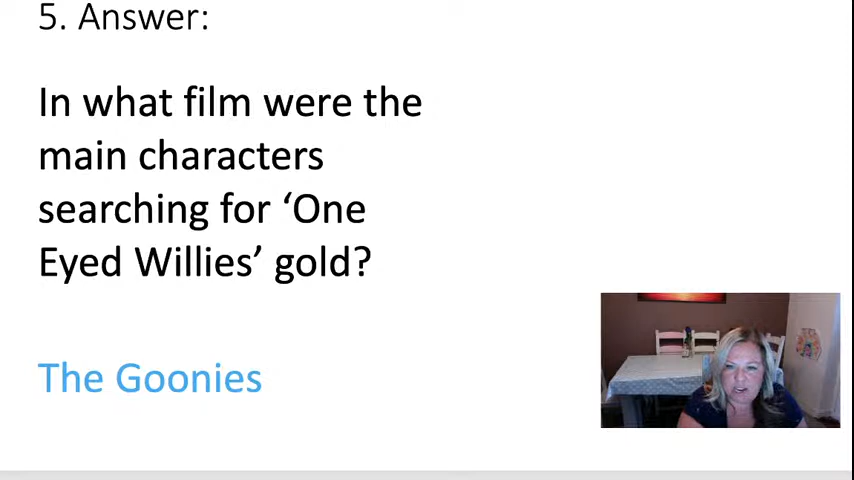 5. Answer:
In what film were the
main characters
searching for ‘One
Eyed Willies’ gold?
The Goonies